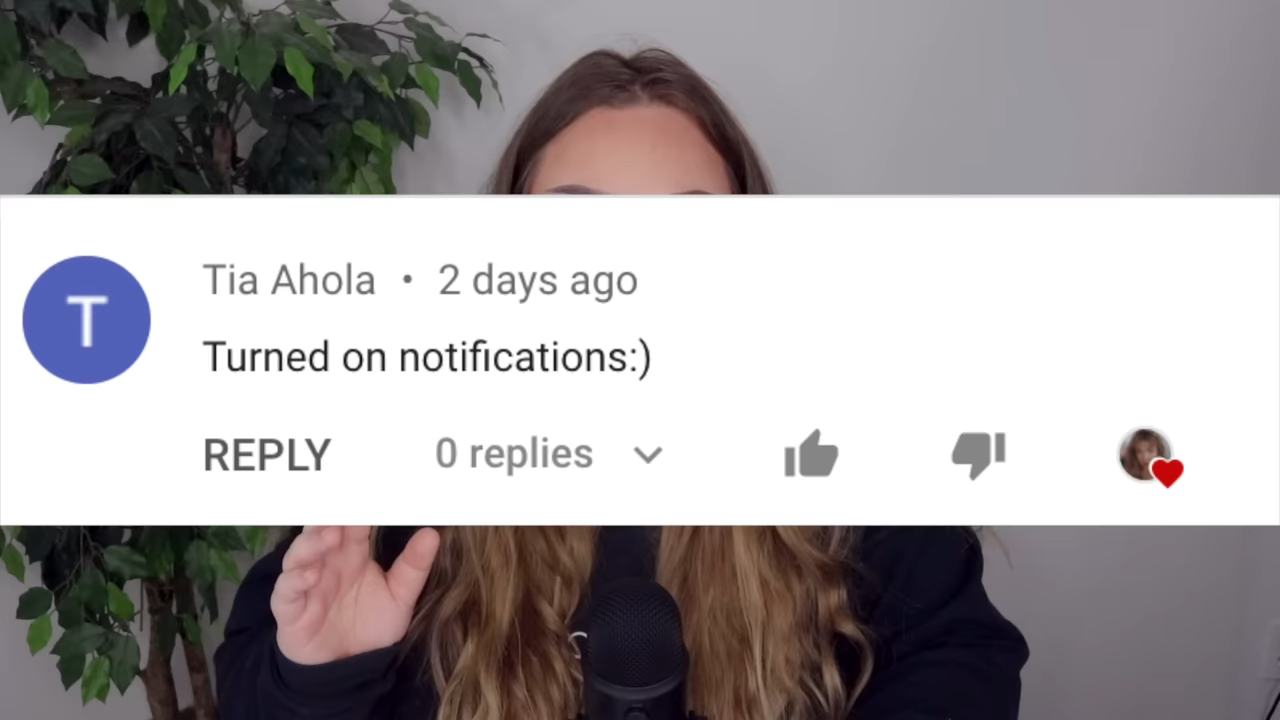 T
Tia Ahola • 2 days ago
Turned on notifications:)
REPLY 0 replies